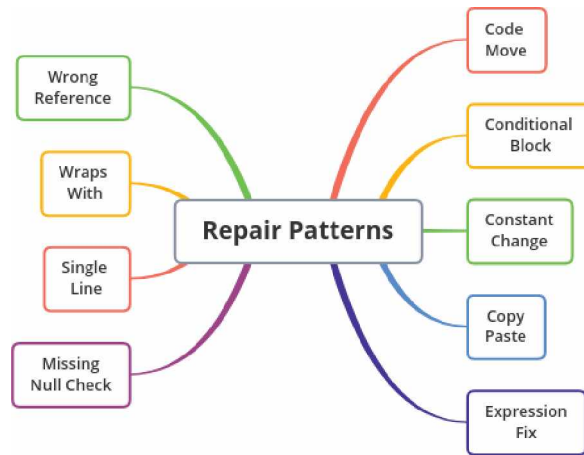 Code
Move
Wrong
Reference
Conditional
Block
Wraps
With
Repair Patterns
Constant
Change
Single
Line
Copy
Paste
Missing
Null Check
Expression
Fix